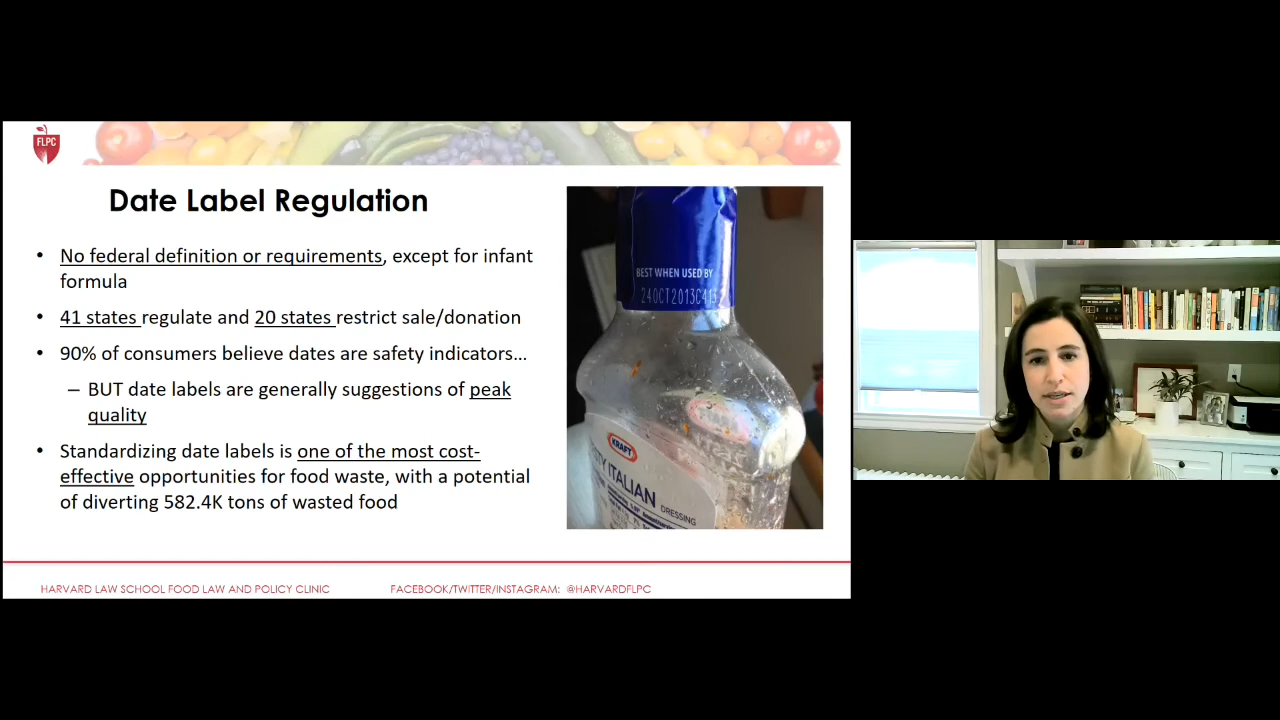 FLPC
Date Label Regulation
• No federal definition or requirements, except for infant
formula
• 41 states regulate and 20 states restrict sale/donation
• 90% of consumers believe dates are safety indicators...
– BUT date labels are generally suggestions of peak
quality
• Standardizing date labels is one of the most cost-
effective opportunities for food waste, with a potential
of diverting 582.4K tons of wasted food
BEST WHEN USED BY
24OCT2013
KRAFT
ITALIAN DRESSING
HARVARD LAW SCHOOL FOOD LAW AND POLICY CLINIC FACEBOOK/TWITTER/INSTAGRAM: @HARVARDFLPC